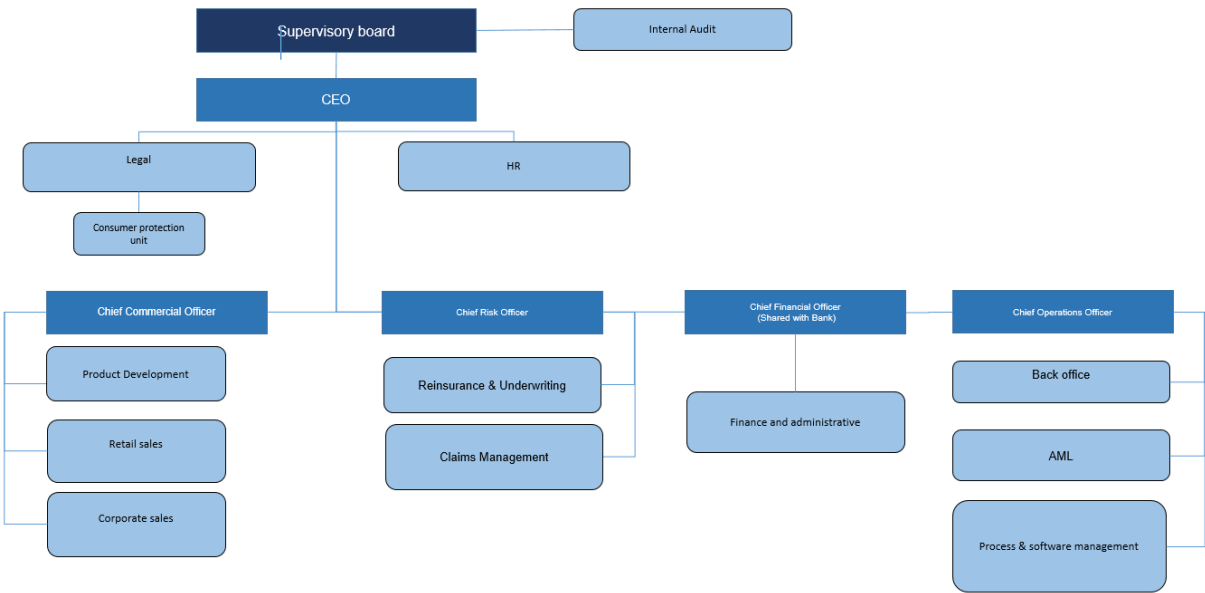 Supervisory board
Internal Audit
CEO
Legal
HR
Consumer protection
unit
Chief Commercial Officer
Chief Risk Officer
Chief Financial Officer
(Shared with Bank)
Chief Operations Officer
Product Development
Reinsurance & Underwriting
Back office
Retail sales
Claims Management
Finance and administrative
AML
Corporate sales
Process & software management